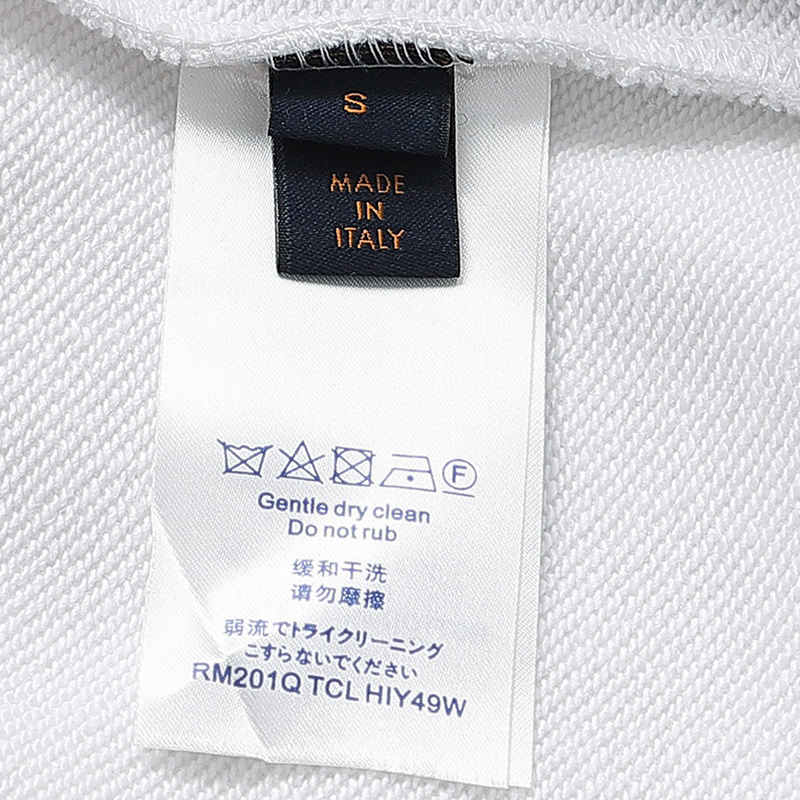 S
MADE
IN
ITALY
F
Gentle dry clean
Do not rub
缓和干洗
请勿摩擦
弱流でトライクリーニング
こすらないでください
RM201Q TCL HIY49W